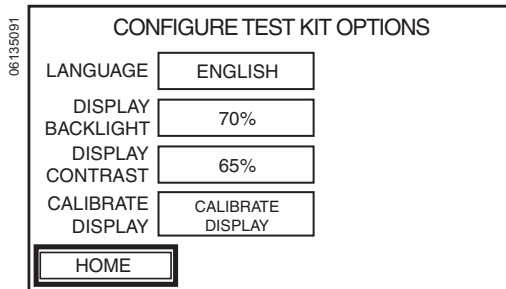 06135091
CONFIGURE TEST KIT OPTIONS
LANGUAGE ENGLISH
DISPLAY
BACKLIGHT
70%
DISPLAY
CONTRAST
65%
CALIBRATE
DISPLAY
CALIBRATE
DISPLAY
HOME